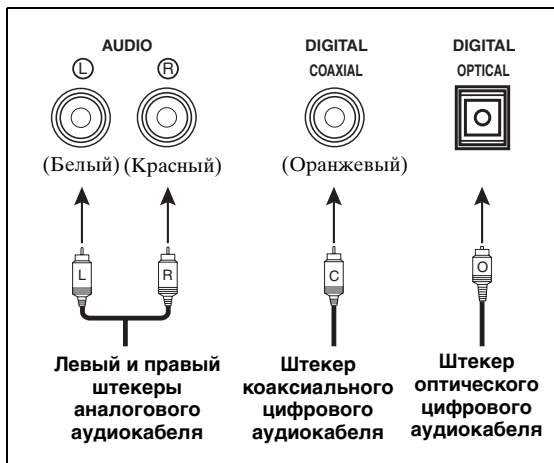 AUDIO
L R
(Белый) (Красный)
L R
Левый и правый
штекеры
аналогового
аудиокабеля
DIGITAL
COAXIAL
(Оранжевый)
C
Штекер
коаксиального
цифрового
аудиокабеля
DIGITAL
OPTICAL
O
Штекер
оптического
цифрового
аудиокабеля